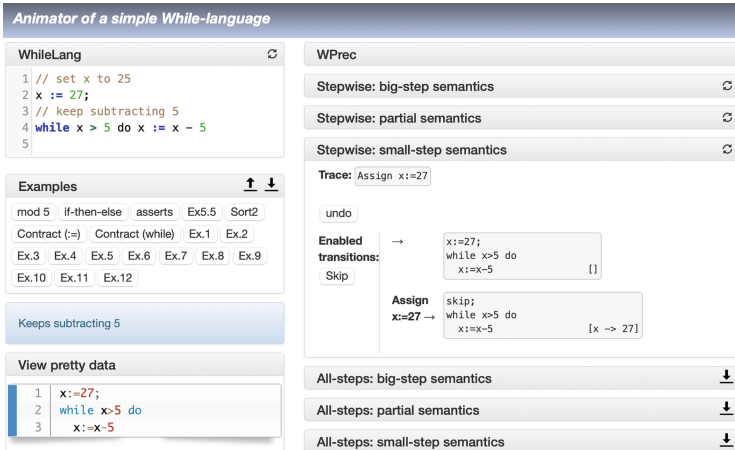 Animator of a simple While-language
WhileLang
1 // set x to 25
2 x := 27;
3 // keep subtracting 5
4 while x > 5 do x := x - 5
5
Examples
mod 5 if-then-else asserts Ex5.5 Sort2
Contract (:=) Contract (while) Ex.1 Ex.2
Ex.3 Ex.4 Ex.5 Ex.6 Ex.7 Ex.8 Ex.9
Ex.10 Ex.11 Ex.12
Keeps subtracting 5
View pretty data
1 x:=27;
2 while x>5 do
3 x:=x-5
WPrec
Stepwise: big-step semantics
Stepwise: partial semantics
Stepwise: small-step semantics
Trace: Assign x:=27
undo
Enabled
transitions:
Skip
→ x:=27;
while x>5 do
x:=x-5 []
Assign skip;
x:=27 → while x>5 do
x:=x-5 [x -> 27]
All-steps: big-step semantics
All-steps: partial semantics
All-steps: small-step semantics